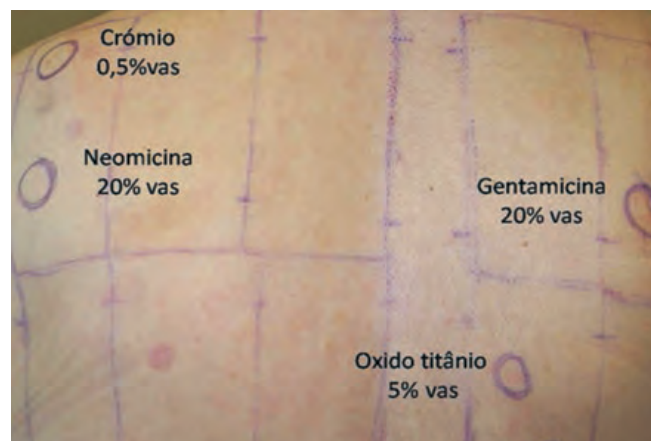 Crómio
0,5%vas
Neomicina
20% vas
Gentamicina
20% vas
Oxido titânio
5% vas